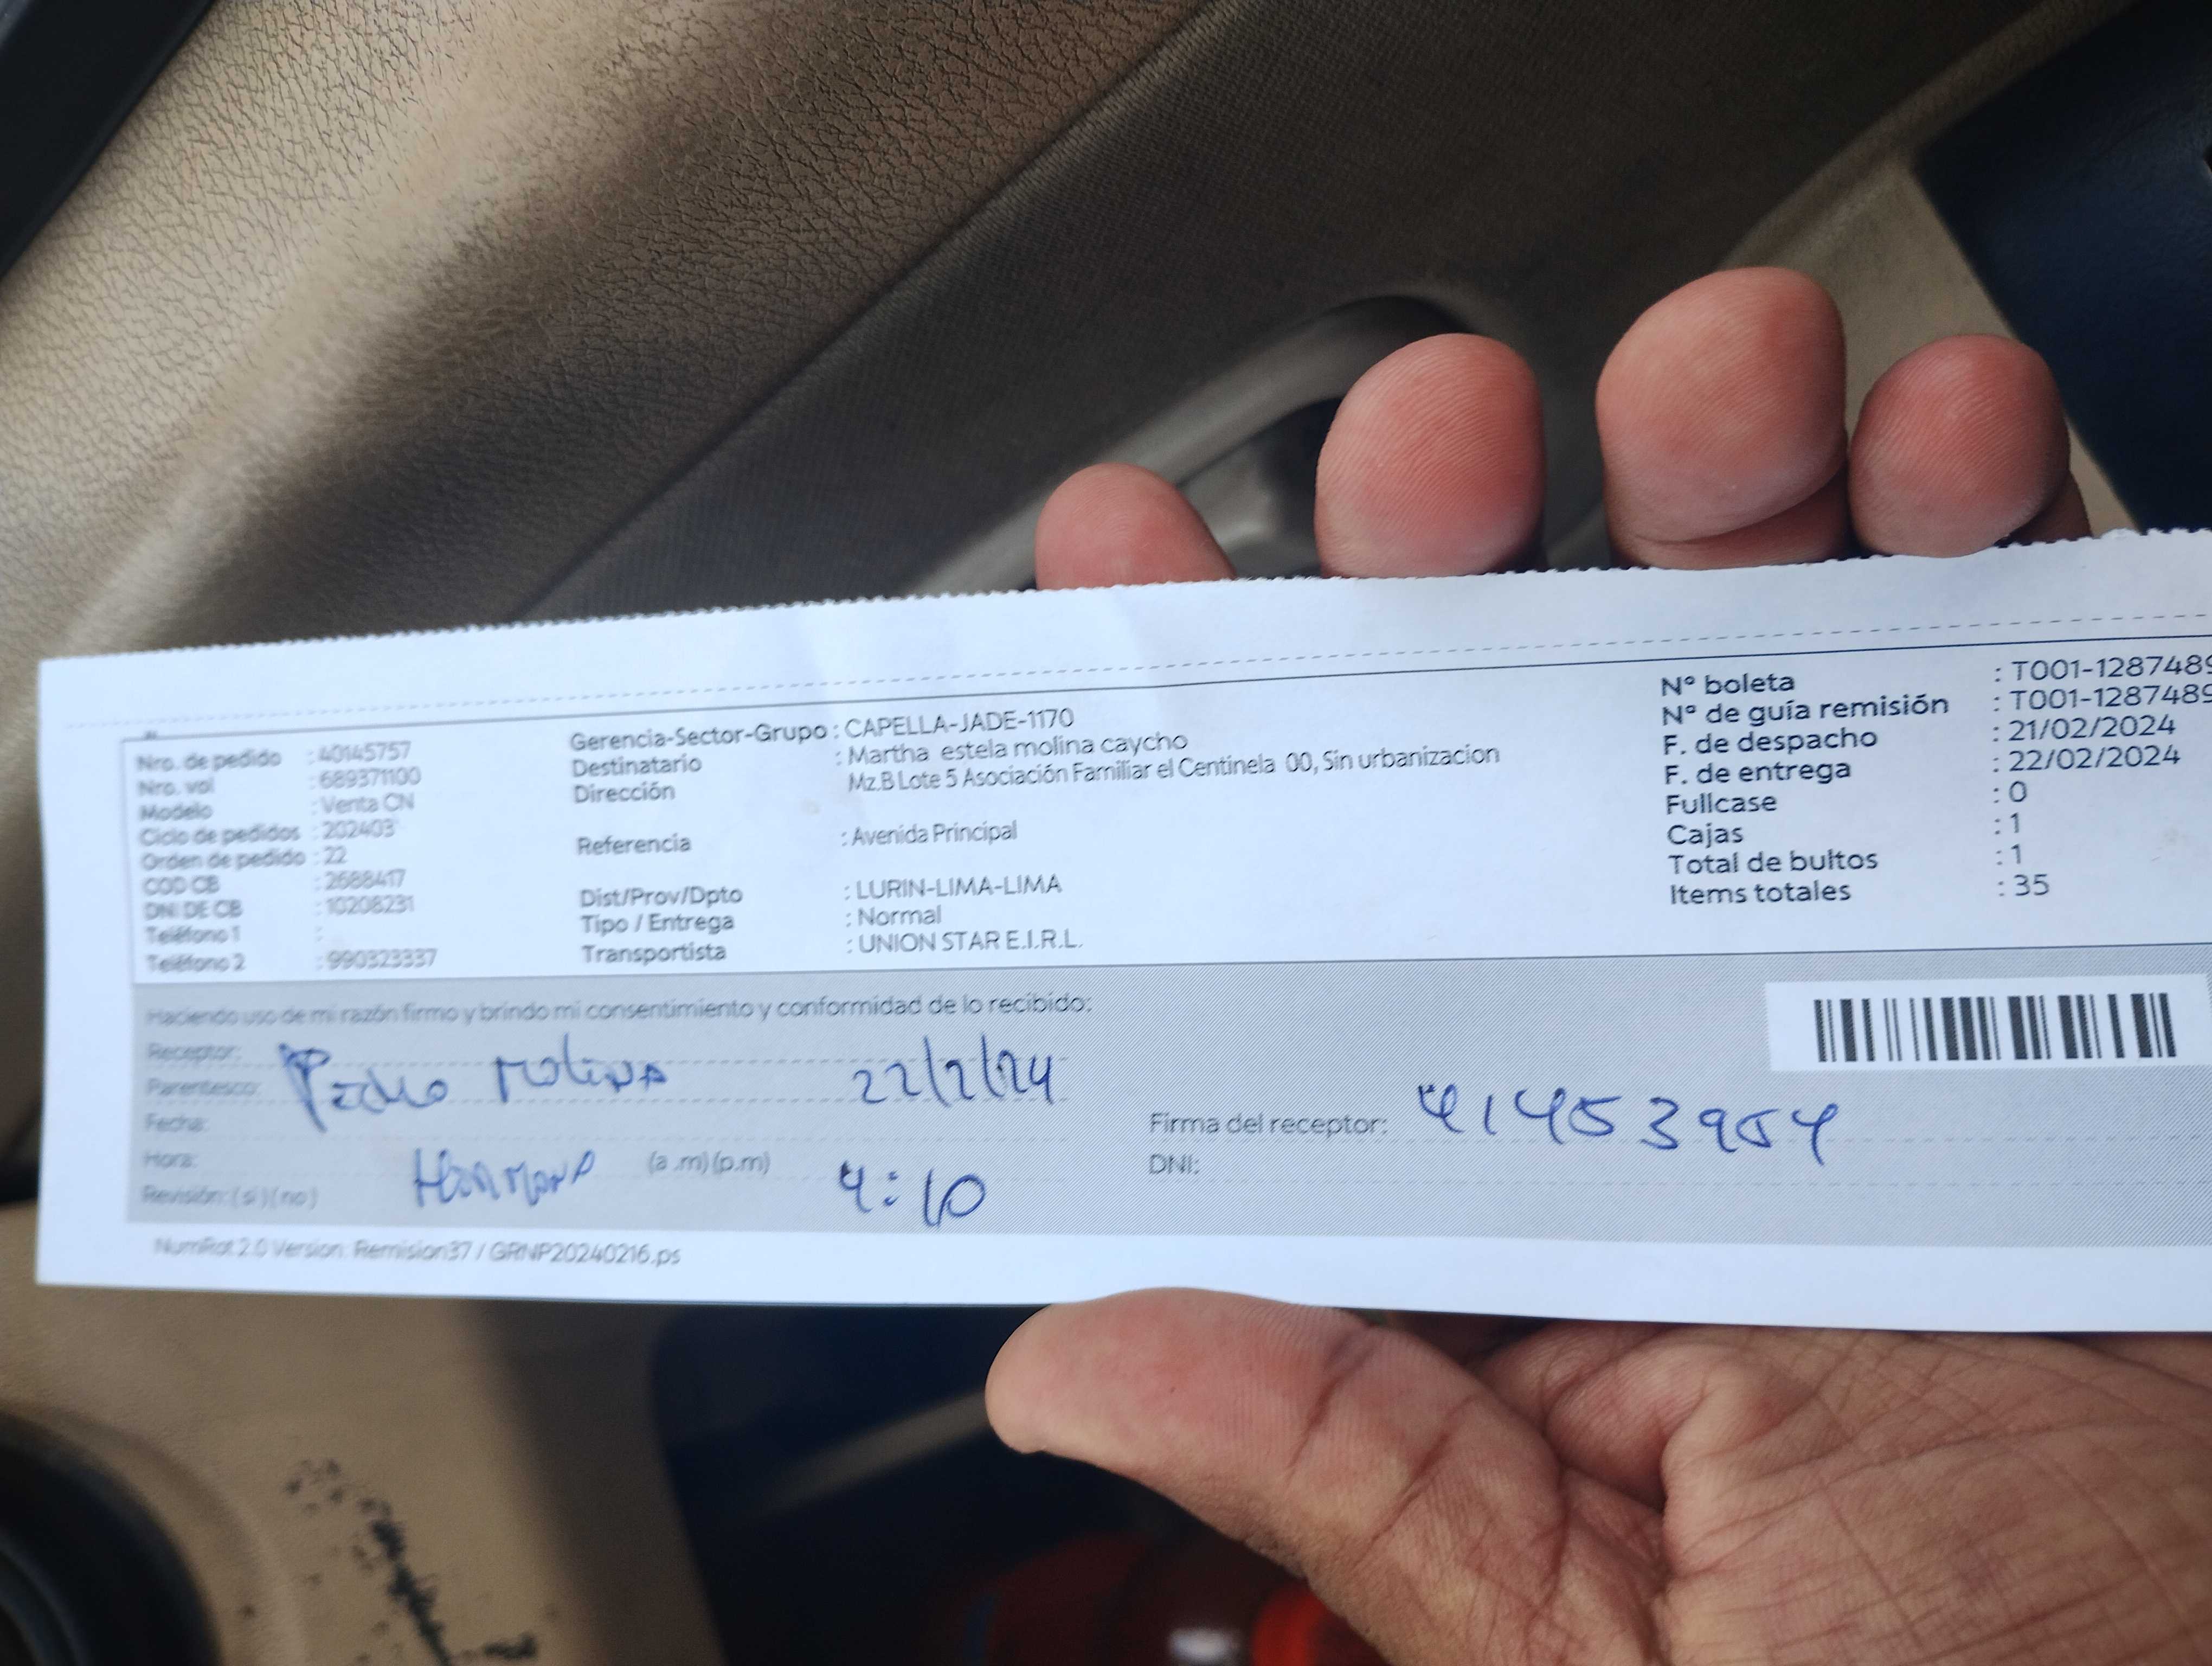 Nro. de pedido : 40145757
Nro. vol : 689371100
Modelo : Venta CN
Ciclo de pedidos : 202403
Orden de pedido : 22
COD CB : 2688417
DNI DE CB : 10208231
Teléfono 1 :
Teléfono 2 : 990323337
Gerencia-Sector-Grupo : CAPELLA-JADE-1170
Destinatario : Martha estela molina caycho
Dirección Mz.B Lote 5 Asociación Familiar el Centinela 00, Sin urbanizacion
Referencia : Avenida Principal
Dist/Prov/Dpto : LURIN-LIMA-LIMA
Tipo / Entrega : Normal
Transportista : UNION STAR E.I.R.L.
N° boleta : T001-1287489
N° de guía remisión : T001-1287489
F. de despacho : 21/02/2024
F. de entrega : 22/02/2024
Fullcase : 0
Cajas : 1
Total de bultos : 1
Items totales : 35
Haciendo uso de mi razón firmo y brindo mi consentimiento y conformidad de lo recibido:
Receptor: Pedro Molina 22/2/24
Parentesco:
Fecha:
Hora: (a .m) (p.m) 4:10
Revisión: ( si ) ( no )
Firma del receptor: 41453954
DNI:
NumRot 2.0 Version: Remision37 / GRNP20240216.ps